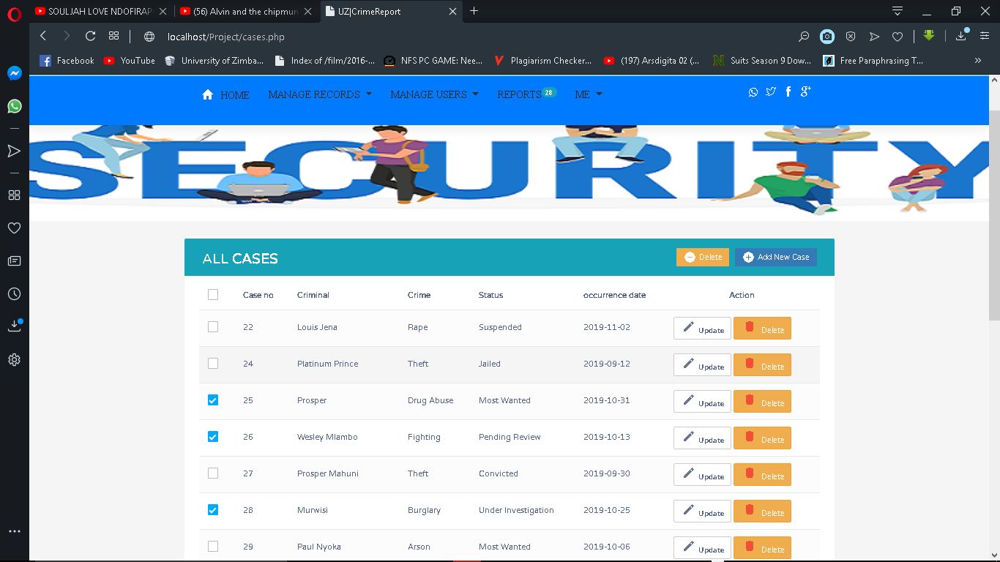 SOULJAH LOVE NDOFIRAP
(56) Alvin and the chipmun
UZ|CrimeReport
localhost/Project/cases.php
Facebook YouTube University of Zimba... Index of /film/2016-... NFS PC GAME: Nee... Plagiarism Checker... (197) Arsdigita 02 (... Suits Season 9 Dow... Free Paraphrasing T... »
HOME MANAGE RECORDS MANAGE USERS REPORTS 28 ME
SECURITY
ALL CASES Delete Add New Case
Case no Criminal Crime Status occurrence date Action
22 Louis Jena Rape Suspended 2019-11-02 Update Delete
24 Platinum Prince Theft Jailed 2019-09-12 Update Delete
25 Prosper Drug Abuse Most Wanted 2019-10-31 Update Delete
26 Wesley Mlambo Fighting Pending Review 2019-10-13 Update Delete
27 Prosper Mahuni Theft Convicted 2019-09-30 Update Delete
28 Murwisi Burglary Under Investigation 2019-10-25 Update Delete
29 Paul Nyoka Arson Most Wanted 2019-10-06 Update Delete